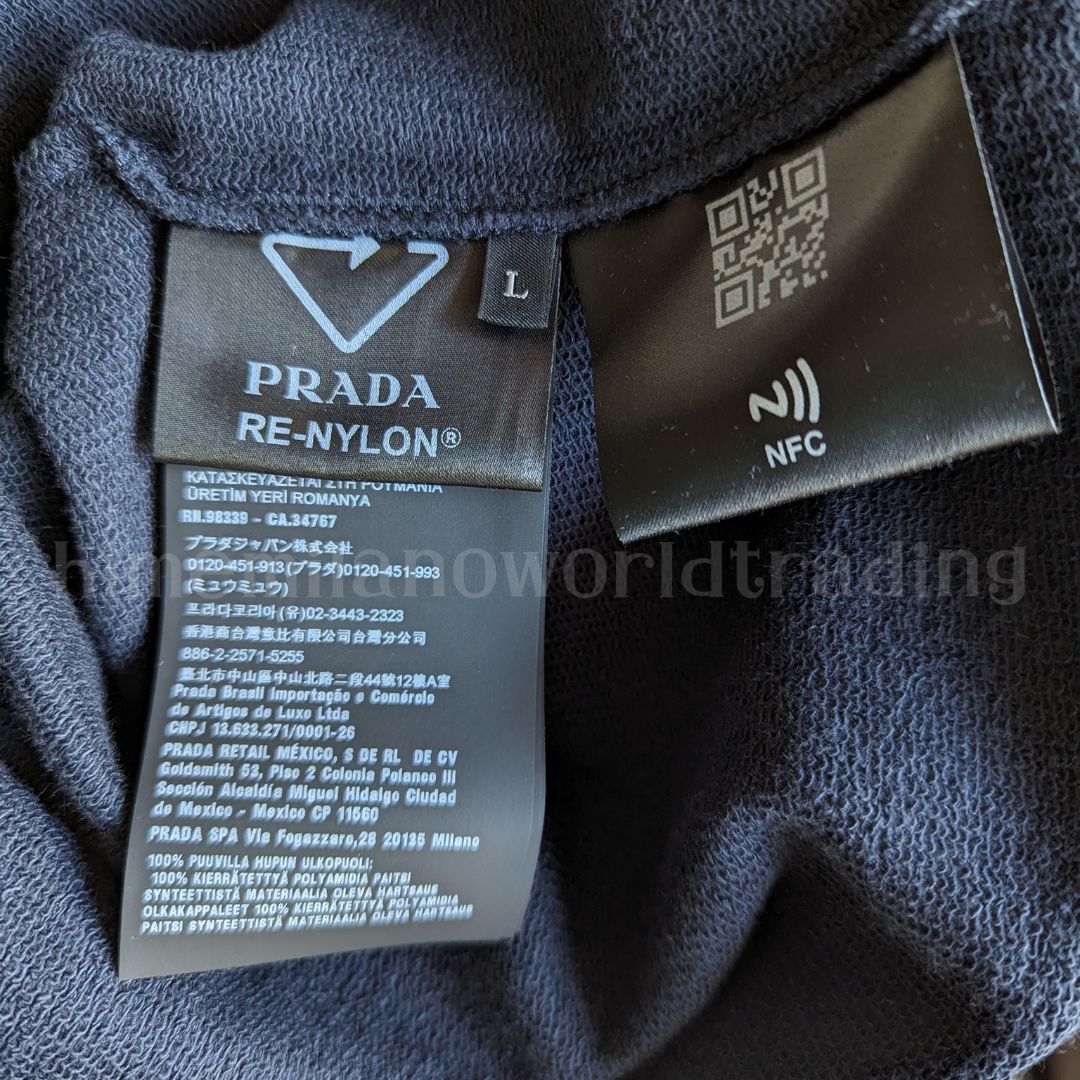 PRADA
RE-NYLON®
L
NFC
ΚΑΤΑΣΚΕΥΑΖΕΤΑΙ ΣΤΗ ΡΟΥΜΑΝΙΑ
ÜRETİM YERİ ROMANYA
RN.98339 - CA.34767
プラダジャパン株式会社
0120-451-913(プラダ)0120-451-993
(ミュウミュウ)
프라다코리아(유)02-3443-2323
香港商台灣慧比有限公司台灣分公司
886-2-2571-5255
臺北市中山區中山北路二段44號12樓A室
Prada Brasil Importação e Comércio
de Artigos de Luxo Ltda
CNPJ 13.633.271/0001-26
PRADA RETAIL MÉXICO, S DE RL DE CV
Goldsmith 53, Piso 2 Colonia Polanco III
Sección Alcaldía Miguel Hidalgo Ciudad
de Mexico - Mexico CP 11560
PRADA SPA Via Fogazzaro,28 20135 Milano
100% PUUVILLA HUPUN ULKOPUOLI:
100% KIERRÄTETTYÄ POLYAMIDIA PAITSI
SYNTEETTISTÄ MATERIAALIA OLEVA HARTSAUS
OLKAKAPPALEET 100% KIERRÄTETTYÄ POLYAMIDIA
PAITSI SYNTEETTISTÄ MATERIAALIA OLEVA HARTSAUS